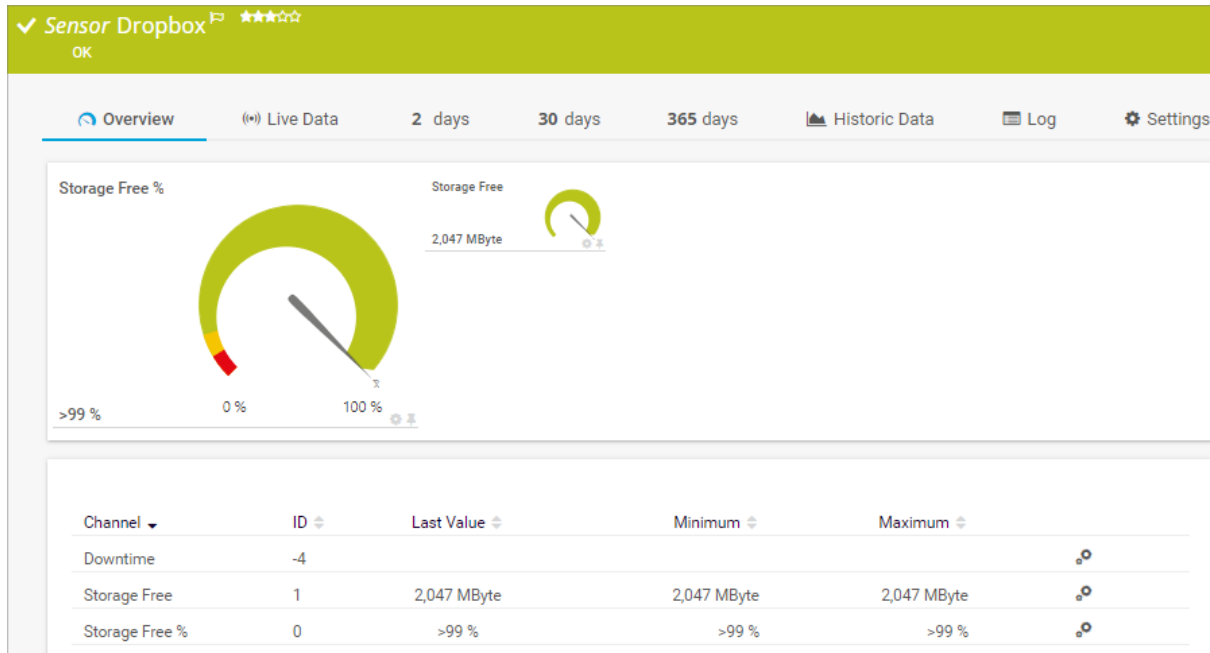 Sensor Dropbox
OK
Overview
Live Data
2 days
30 days
365 days
Historic Data
Log
Settings
Storage Free %
>99 %
0 %
100 %
Storage Free
2,047 MByte
Channel ID Last Value Minimum Maximum
Downtime -4
Storage Free 1 2,047 MByte 2,047 MByte 2,047 MByte
Storage Free % 0 >99 % >99 % >99 %